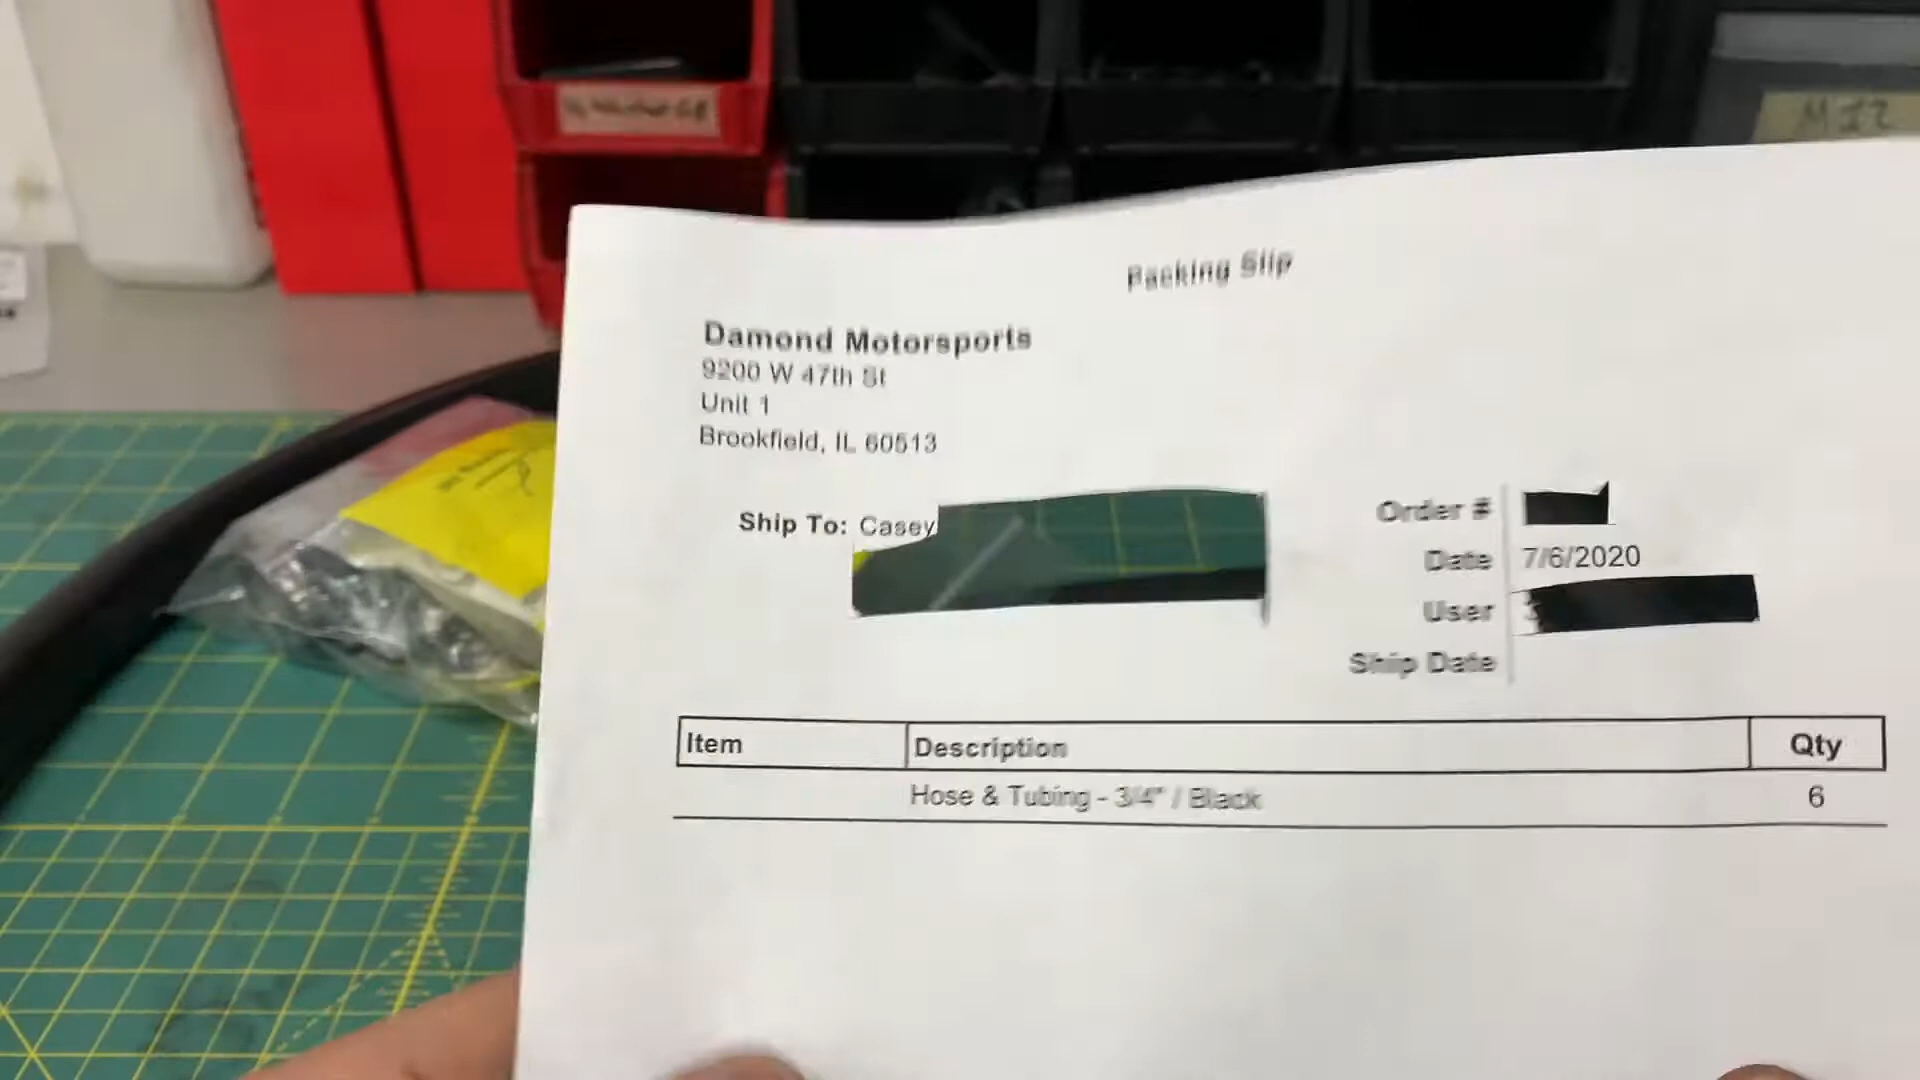 Packing Slip
Damond Motorsports
9200 W 47th St
Unit 1
Brookfield, IL 60513
Ship To: Casey
Order #
Date 7/6/2020
User
Ship Date
Item Description Qty
Hose & Tubing - 3/4" / Black 6